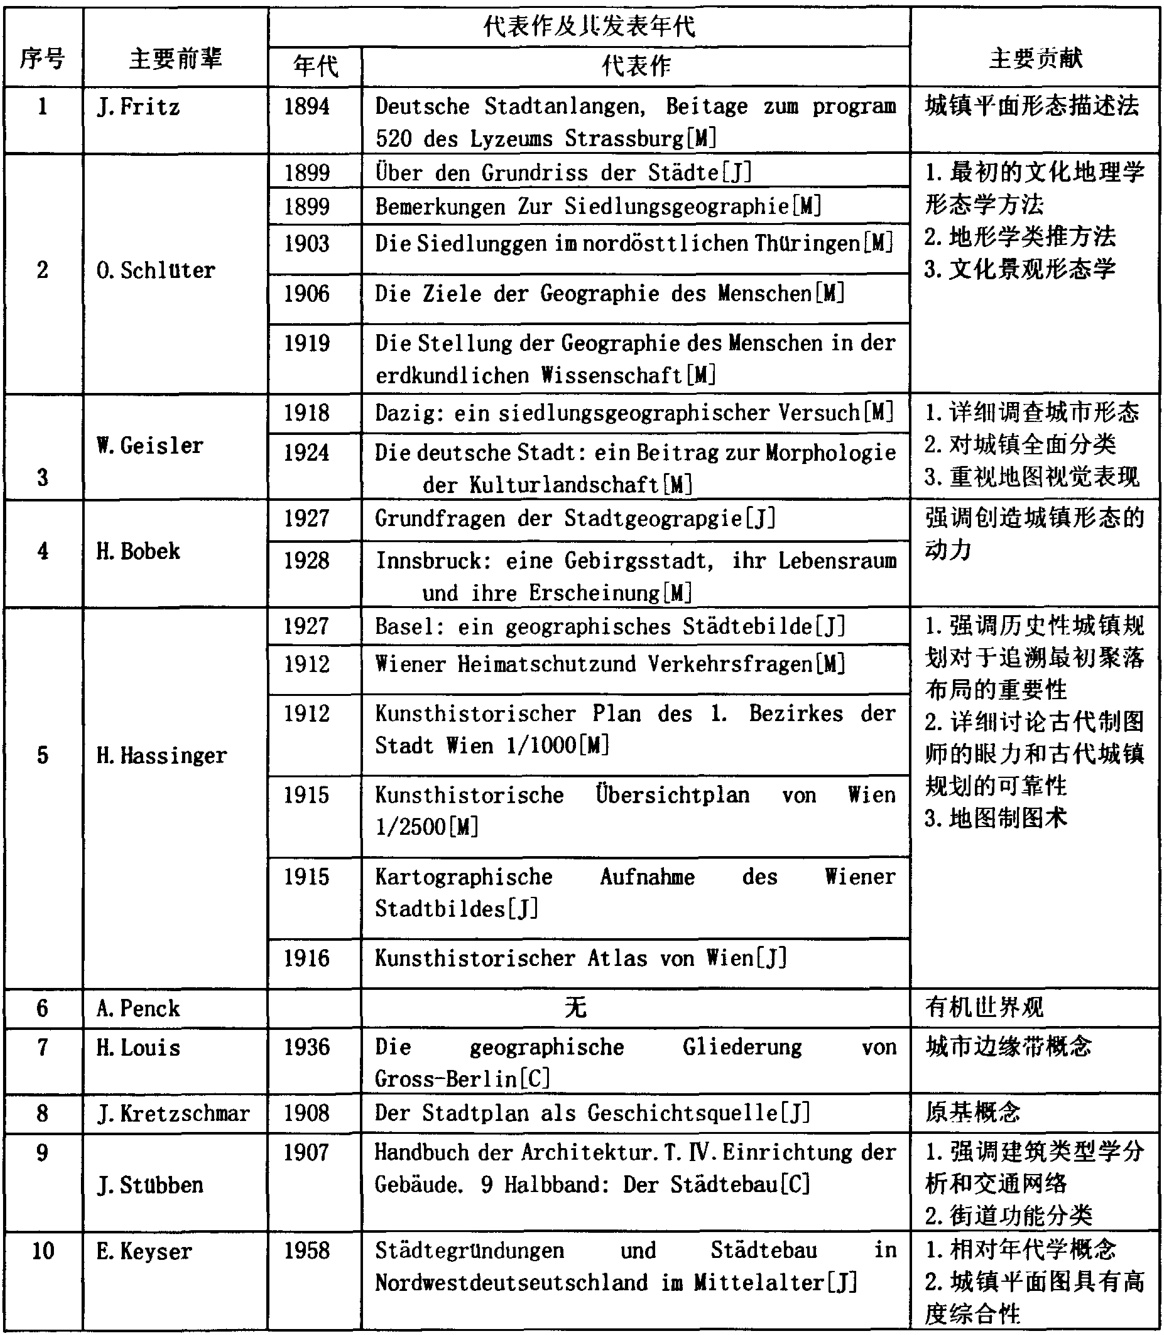 代表作及其发表年代
序号 主要前辈 主要贡献
年代 代表作
1 J. Fritz 1894 Deutsche Stadtanlangen, Beitage zum program 城镇平面形态描述法
520 des Lyzeums Strassburg[M]
1899 Über den Grundriss der Städte[J] 1. 最初的文化地理学
1899 Bemerkungen Zur Siedlungsgeographie[M] 形态学方法
1903 Die Siedlunggen im nordösttlichen Thüringen[M] 2. 地形学类推方法
2 O. Schlüter 3. 文化景观形态学
1906 Die Ziele der Geographie des Menschen[M]
1919 Die Stellung der Geographie des Menschen in der
erdkundlichen Wissenschaft[M]
1918 Dazig: ein siedlungsgeographischer Versuch[M] 1. 详细调查城市形态
W. Geisler 1924 Die deutsche Stadt: ein Beitrag zur Morphologie 2. 对城镇全面分类
3 der Kulturlandschaft[M] 3. 重视地图视觉表现
1927 Grundfragen der Stadtgeograpgie[J] 强调创造城镇形态的
4 H. Bobek 1928 Innsbruck: eine Gebirgsstadt, ihr Lebensraum 动力
und ihre Erscheinung[M]
1927 Basel: ein geographisches Städtebilde[J] 1. 强调历史性城镇规
1912 Wiener Heimatschutzund Verkehrsfragen[M] 划对于追溯最初聚落
布局的重要性
1912 Kunsthistorischer Plan des 1. Bezirkes der 2. 详细讨论古代制图
5 H. Hassinger Stadt Wien 1/1000[M] 师的眼力和古代城镇
1915 Kunsthistorische Übersichtplan von Wien 规划的可靠性
1/2500[M] 3. 地图制图术
1915 Kartographische Aufnahme des Wiener
Stadtbildes[J]
1916 Kunsthistorischer Atlas von Wien[J]
6 A. Penck 无 有机世界观
7 H. Louis 1936 Die geographische Gliederung von 城市边缘带概念
Gross-Berlin[C]
8 J. Kretzschmar 1908 Der Stadtplan als Geschichtsquelle[J] 原基概念
9 1907 Handbuch der Architektur. T. Ⅳ. Einrichtung der 1. 强调建筑类型学分
J. Stübben Gebäude. 9 Halbband: Der Städtebau[C] 析和交通网络
2. 街道功能分类
10 E. Keyser 1958 Städtegründungen und Städtebau in 1. 相对年代学概念
Nordwestdeutseutschland im Mittelalter[J] 2. 城镇平面图具有高
度综合性